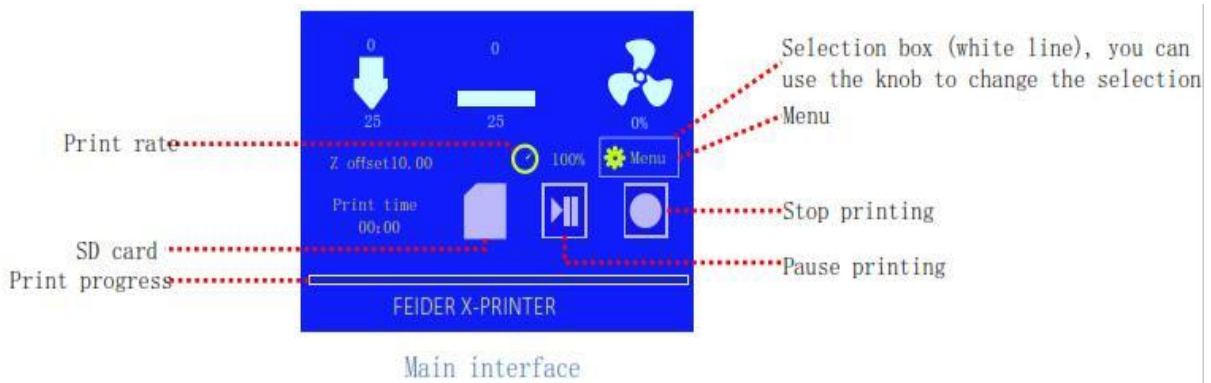 0
0
Selection box (white line), you can
use the knob to change the selection
25
25
0%
Menu
Print rate
Z offset10.00
100%
Menu
Print time
00:00
Stop printing
SD card
Pause printing
Print progress
FEIDER X-PRINTER
Main interface